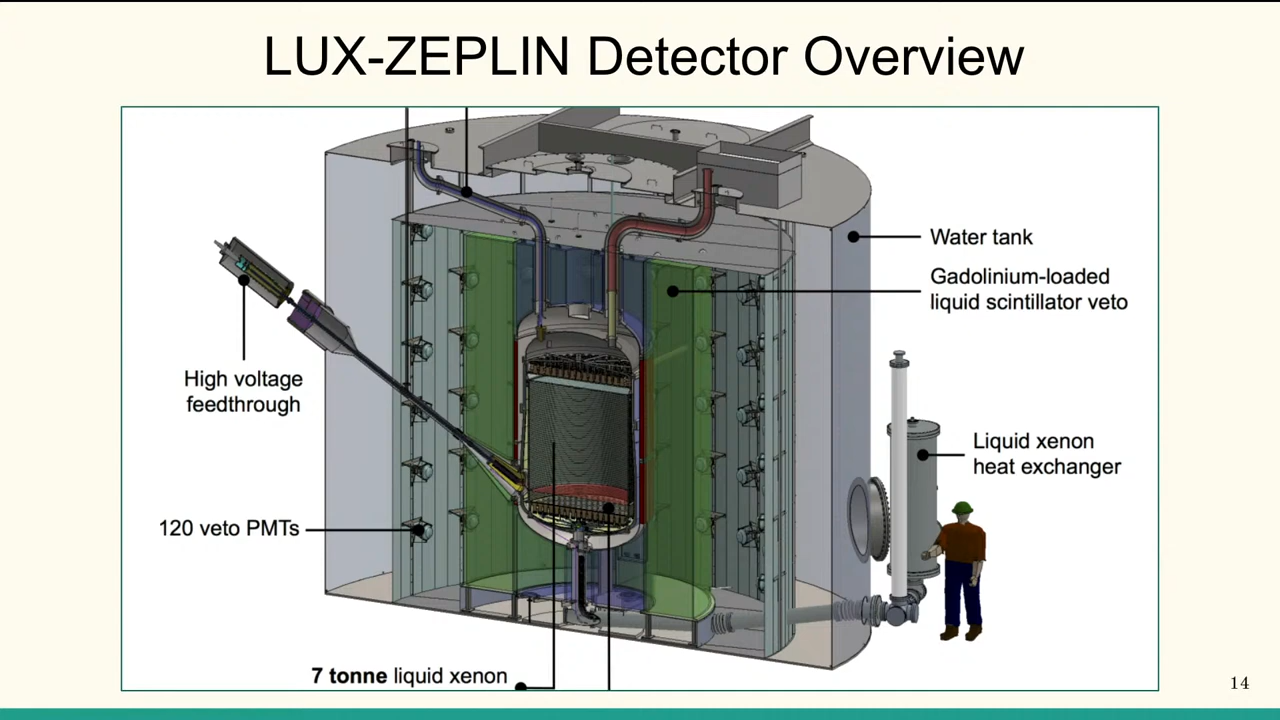 LUX-ZEPLIN Detector Overview
Water tank
Gadolinium-loaded
liquid scintillator veto
High voltage
feedthrough
Liquid xenon
heat exchanger
120 veto PMTs
7 tonne liquid xenon
14